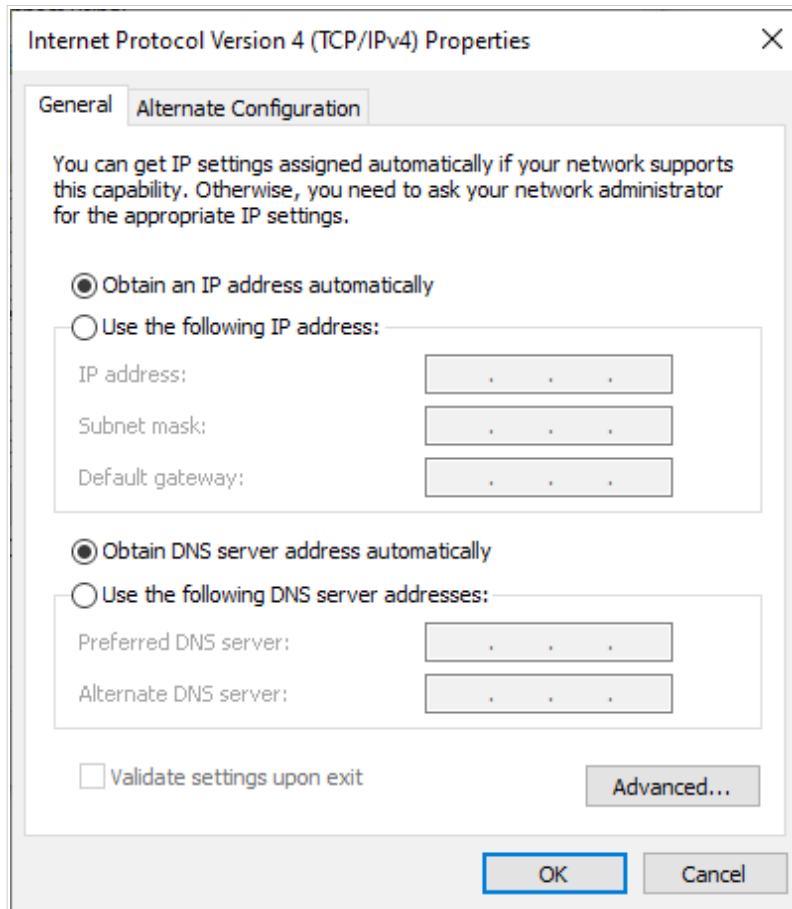 Internet Protocol Version 4 (TCP/IPv4) Properties
General
Alternate Configuration
You can get IP settings assigned automatically if your network supports
this capability. Otherwise, you need to ask your network administrator
for the appropriate IP settings.
Obtain an IP address automatically
Use the following IP address:
IP address:
Subnet mask:
Default gateway:
Obtain DNS server address automatically
Use the following DNS server addresses:
Preferred DNS server:
Alternate DNS server:
Validate settings upon exit
Advanced...
OK
Cancel